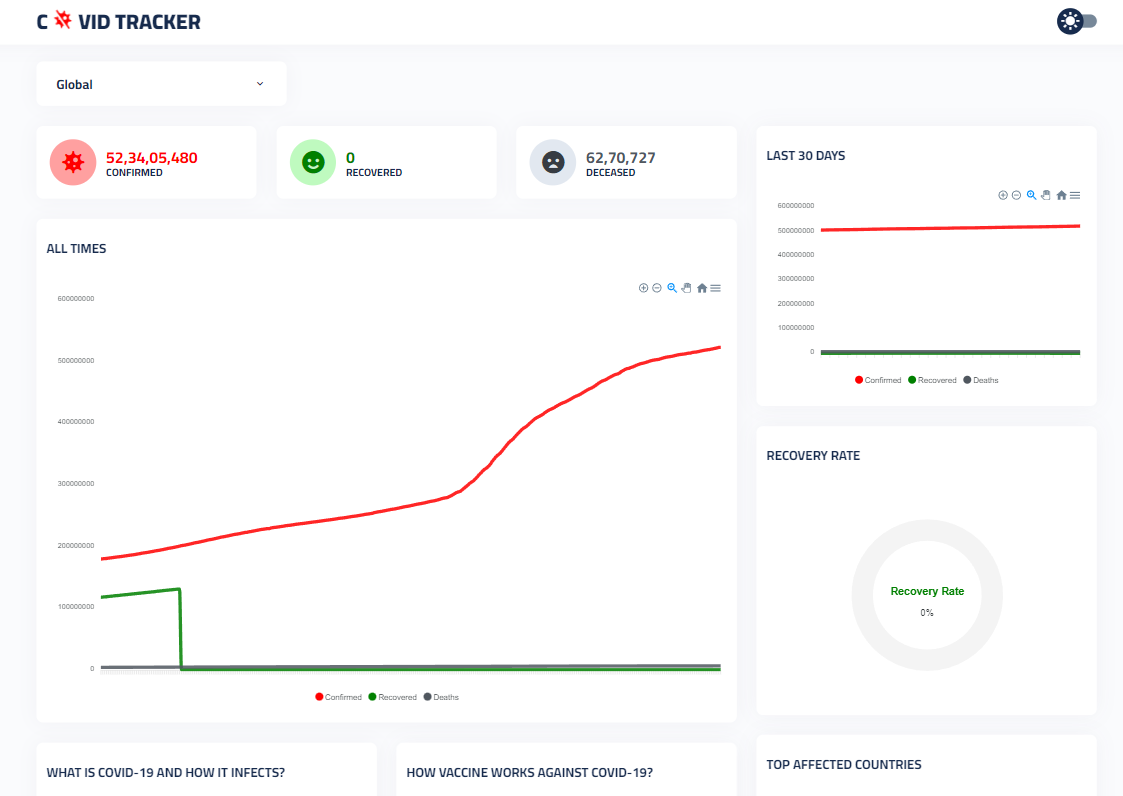 C VID TRACKER
Global
52,34,05,480
CONFIRMED
0
RECOVERED
62,70,727
DECEASED
ALL TIMES
600000000
500000000
400000000
300000000
200000000
100000000
0
Confirmed Recovered Deaths
LAST 30 DAYS
600000000
500000000
400000000
300000000
200000000
100000000
0
Confirmed Recovered Deaths
RECOVERY RATE
Recovery Rate
0%
WHAT IS COVID-19 AND HOW IT INFECTS?
HOW VACCINE WORKS AGAINST COVID-19?
TOP AFFECTED COUNTRIES